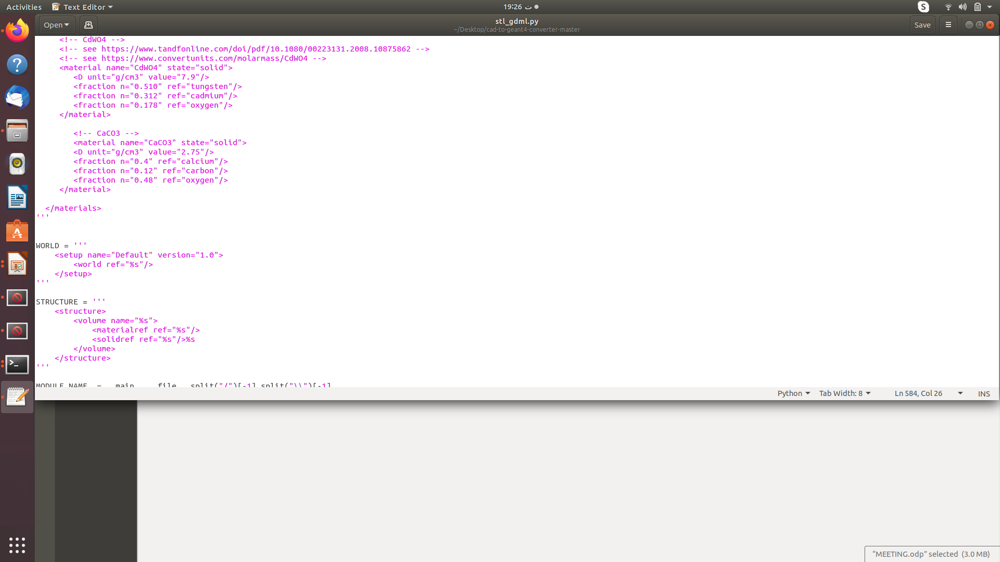 Activities
Text Editor
19:26 ث
S
Open
stl_gdml.py
~/Desktop/cad-to-geant4-converter-master
Save
<!-- CdWO4 -->
<!-- see https://www.tandfonline.com/doi/pdf/10.1080/00223131.2008.10875862 -->
<!-- see https://www.convertunits.com/molarmass/CdWO4 -->
<material name="CdWO4" state="solid">
<D unit="g/cm3" value="7.9"/>
<fraction n="0.510" ref="tungsten"/>
<fraction n="0.312" ref="cadmium"/>
<fraction n="0.178" ref="oxygen"/>
</material>
<!-- CaCO3 -->
<material name="CaCO3" state="solid">
<D unit="g/cm3" value="2.75"/>
<fraction n="0.4" ref="calcium"/>
<fraction n="0.12" ref="carbon"/>
<fraction n="0.48" ref="oxygen"/>
</material>
</materials>
'''
WORLD = '''
<setup name="Default" version="1.0">
<world ref="%s"/>
</setup>
'''
STRUCTURE = '''
<structure>
<volume name="%s">
<materialref ref="%s"/>
<solidref ref="%s"/>%s
</volume>
</structure>
'''
MODULE_NAME = __main__.__file__.split("/")[-1].split("\\")[-1]
Python
Tab Width: 8
Ln 584, Col 26
INS
“MEETING.odp” selected (3.0 MB)